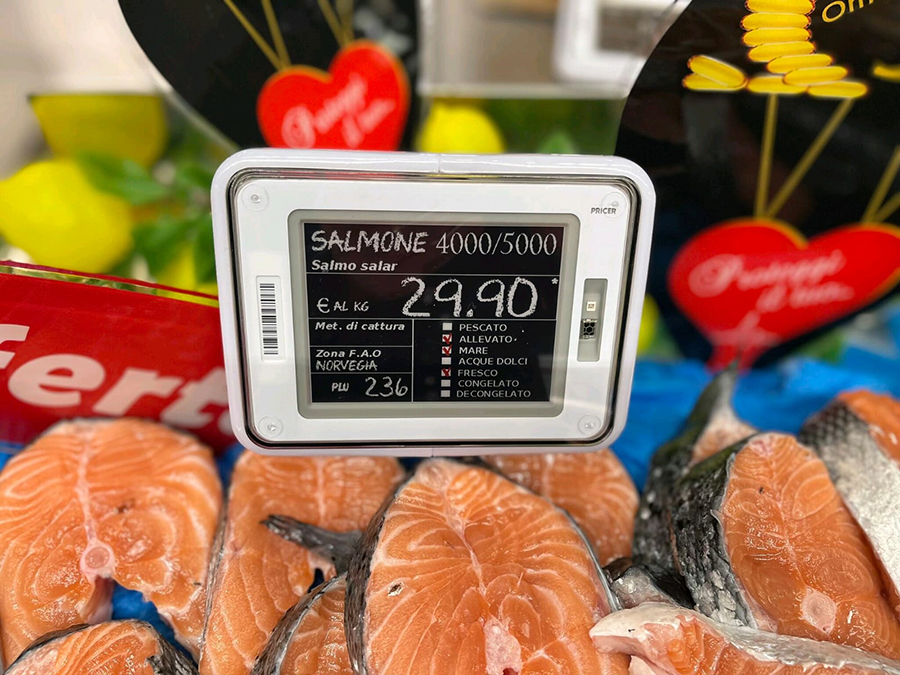 PRICER
SALMONE 4000/5000
Salmo salar
€ AL KG 29.90*
Met. di cattura
Zona F.A.O
NORVEGIA
PLU 236
PESCATO
ALLEVATO
MARE
ACQUE DOLCI
FRESCO
CONGELATO
DECONGELATO
fert